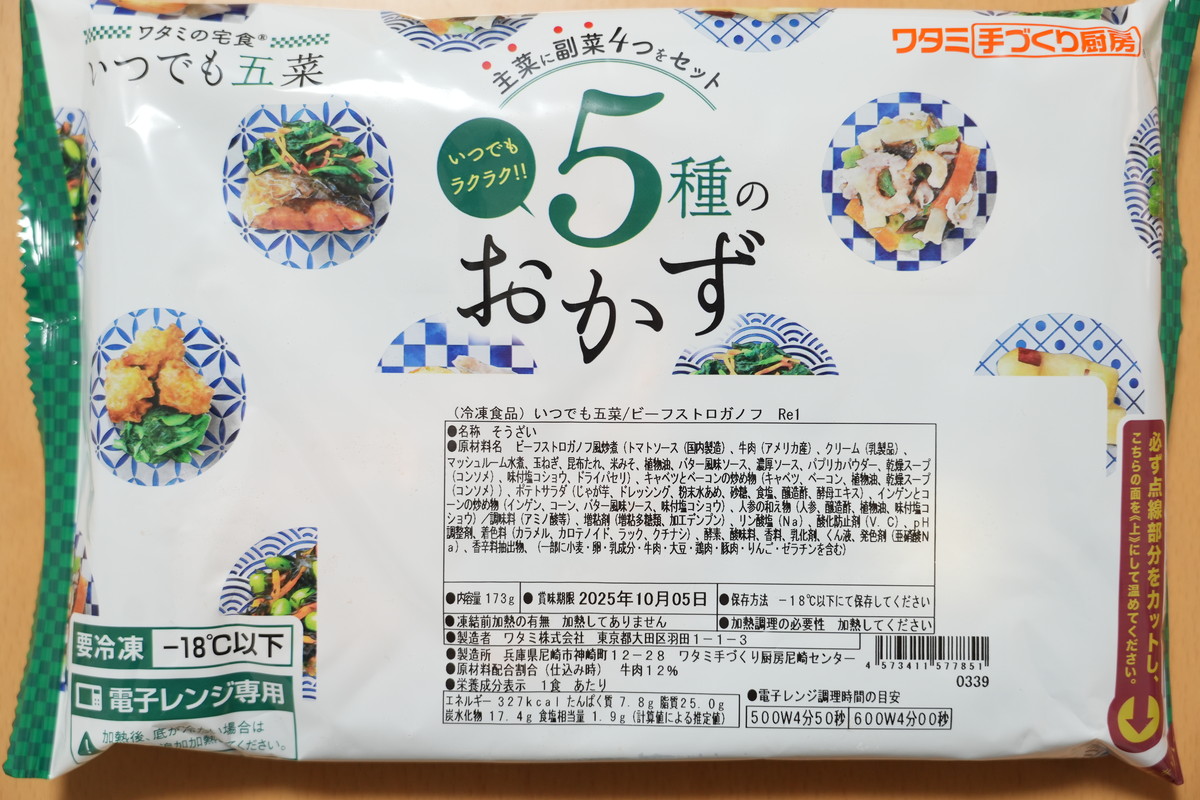 ワタミの宅食®
いつでも五菜
主菜に副菜4つをセット
ワタミ手づくり厨房
いつでも
ラクラク!!
5種の
おかず
(冷凍食品) いつでも五菜/ビーフストロガノフ Re1
●名称 そうざい
●原材料名 ビーフストロガノフ風炒煮(トマトソース(国内製造)、牛肉(アメリカ産)、クリーム(乳製品)、
マッシュルーム水煮、玉ねぎ、昆布たれ、米みそ、植物油、バター風味ソース、濃厚ソース、パプリカパウダー、乾燥スープ
(コンソメ)、味付塩コショウ、ドライパセリ)、キャベツとベーコンの炒め物(キャベツ、ベーコン、植物油、乾燥スープ
(コンソメ))、ポテトサラダ(じゃが芋、ドレッシング、粉末水あめ、砂糖、食塩、醸造酢、酵母エキス)、インゲンとコ
ーンの炒め物(インゲン、コーン、バター風味ソース、味付塩コショウ)、人参の和え物(人参、醸造酢、植物油、味付塩コ
ショウ)/調味料(アミノ酸等)、増粘剤(増粘多糖類、加工デンプン)、リン酸塩(Na)、酸化防止剤(V.C)、pH
調整剤、着色料(カラメル、カロテノイド、ラック、クチナシ)、酵素、酸味料、香料、乳化剤、くん液、発色剤(亜硝酸N
a)、香辛料抽出物、(一部に小麦・卵・乳成分・牛肉・大豆・鶏肉・豚肉・りんご・ゼラチンを含む)
●内容量 173g ●賞味期限 2025年10月05日 ●保存方法 -18℃以下にて保存してください
●凍結前加熱の有無 加熱してありません ●加熱調理の必要性 加熱してください
●製造者 ワタミ株式会社 東京都大田区羽田1-1-3
●製造所 兵庫県尼崎市神崎町12-28 ワタミ手づくり厨房尼崎センター
●原材料配合割合(仕込み時) 牛肉12%
●栄養成分表示 1食 あたり
エネルギー 327kcal たんぱく質 7.8g 脂質25.0g
炭水化物 17.4g 食塩相当量 1.9g (計算値による推定値)
4573411577851
0339
●電子レンジ調理時間の目安
500W4分50秒 600W4分00秒
必ず点線部分をカットし、
こちらの面を《上》にして温めてください。
要冷凍 -18℃以下
電子レンジ専用
加熱後、底が
場合は
追加加熱
ください。